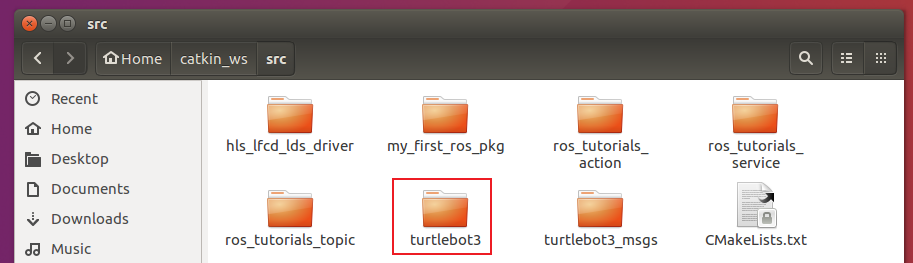 src
Home catkin_ws src
Recent
Home
Desktop
Documents
Downloads
Music
hls_lfcd_lds_driver my_first_ros_pkg ros_tutorials_ ros_tutorials_
action service
ros_tutorials_topic turtlebot3 turtlebot3_msgs CMakeLists.txt